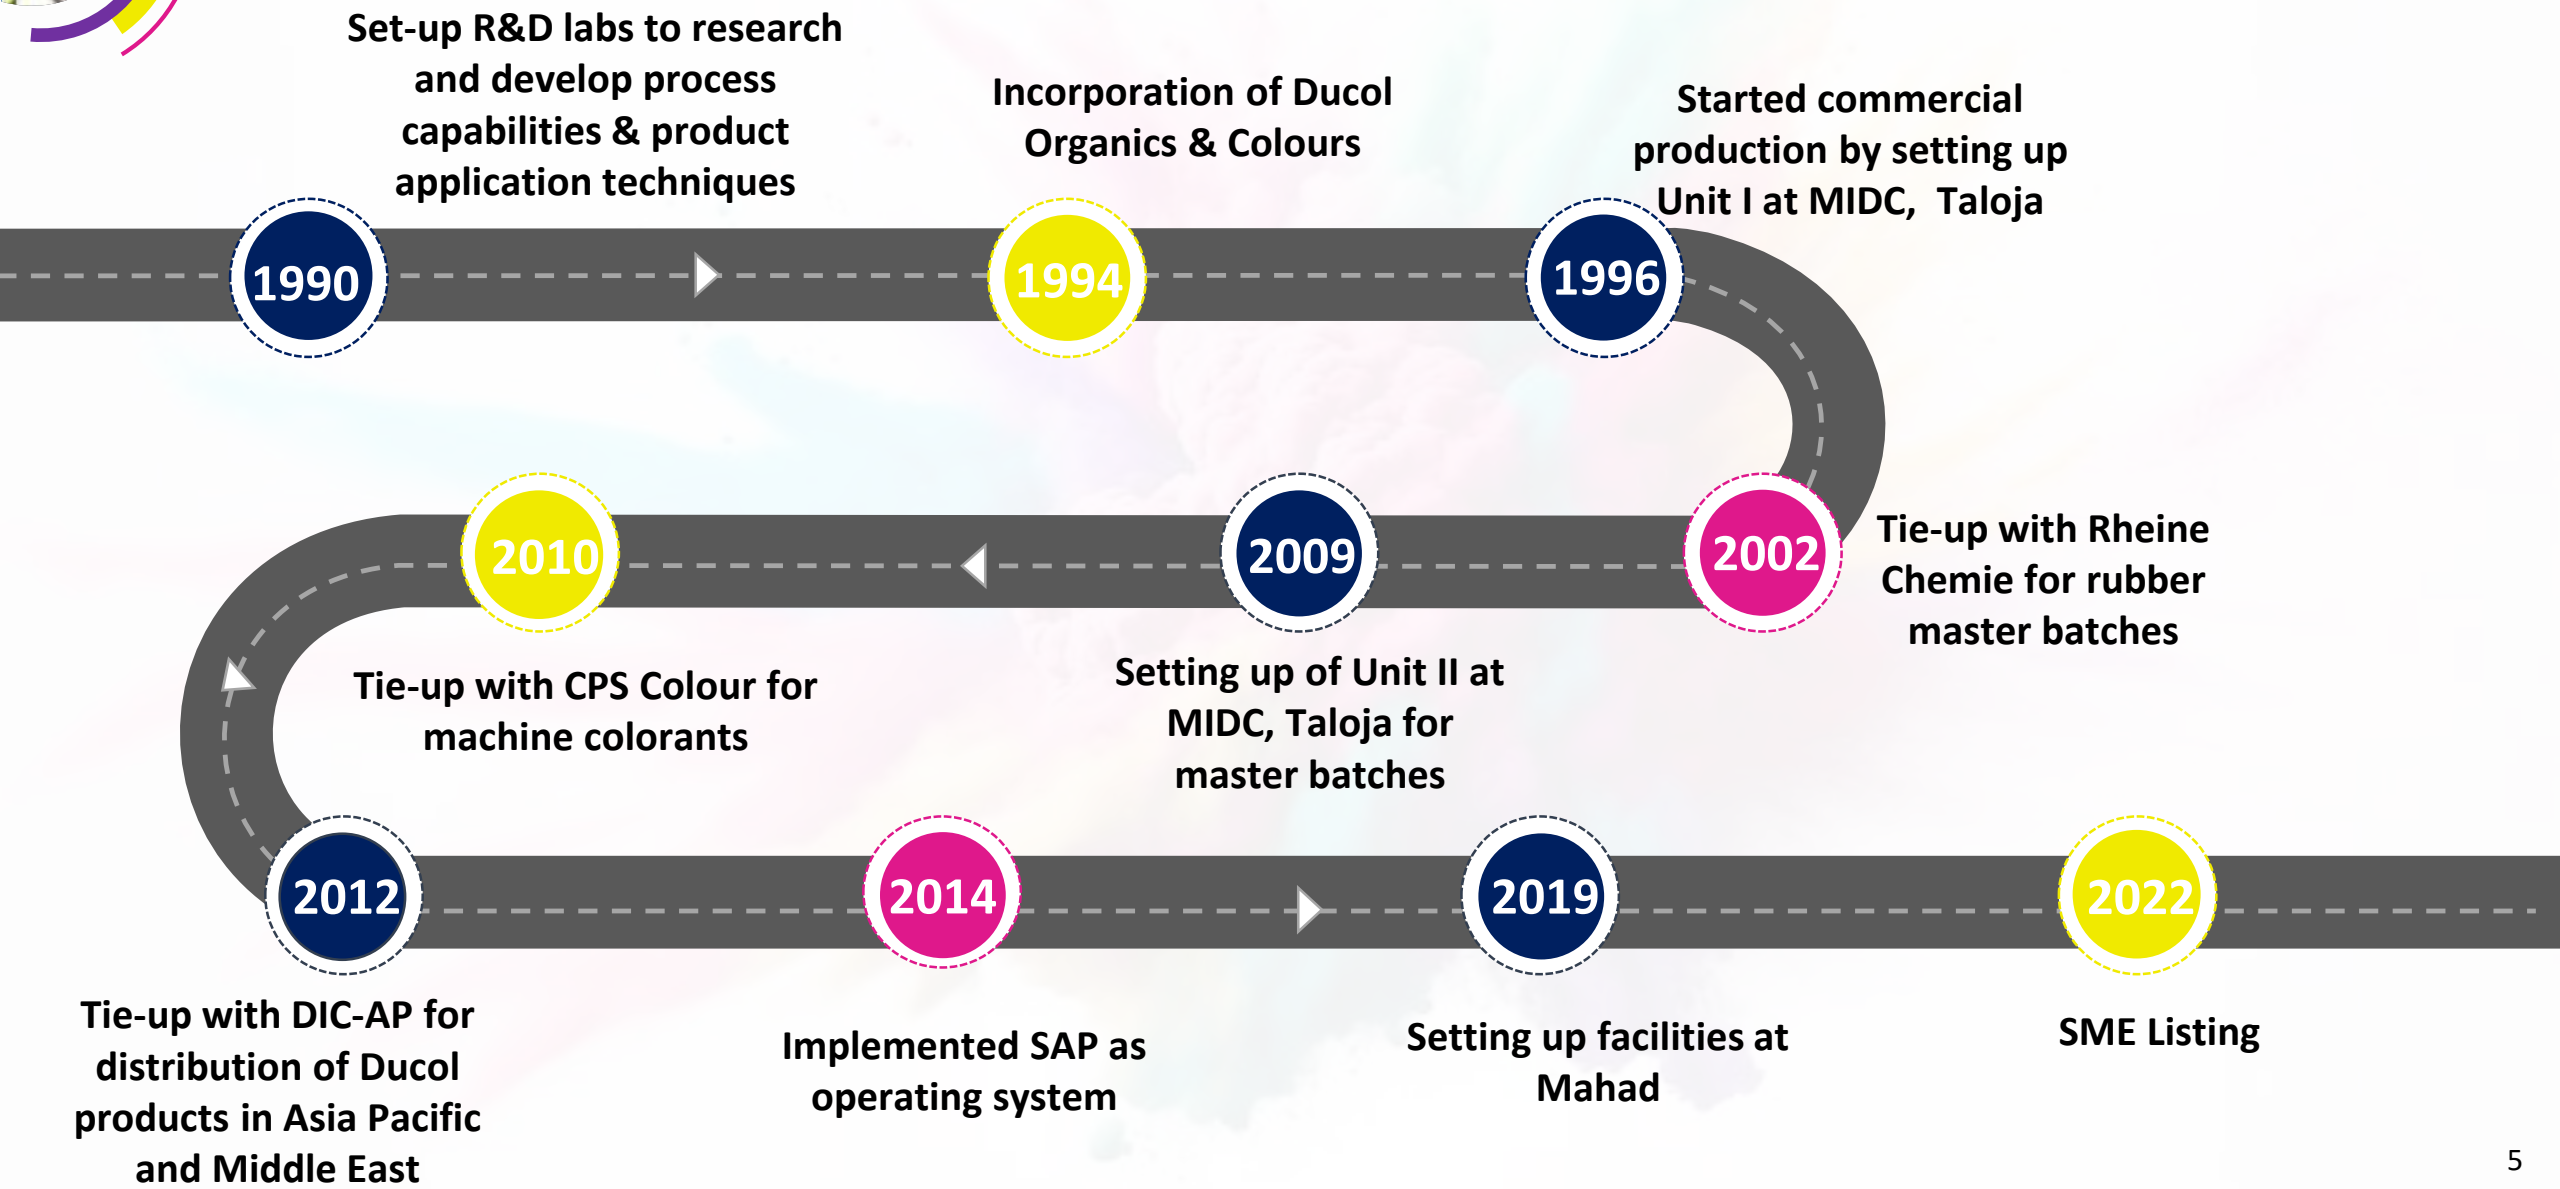 Set-up R&D labs to research
and develop process
capabilities & product
application techniques
Incorporation of Ducol
Organics & Colours
Started commercial
production by setting up
Unit I at MIDC,  Taloja
1990
1994
1996
2010
2009
2002
Tie-up with Rheine
Chemie for rubber
master batches
Setting up of Unit II at
MIDC, Taloja for
master batches
Tie-up with CPS Colour for
machine colorants
2012
2014
2019
2022
Tie-up with DIC-AP for
distribution of Ducol
products in Asia Pacific
and Middle East
Implemented SAP as
operating system
Setting up facilities at
Mahad
SME Listing
5